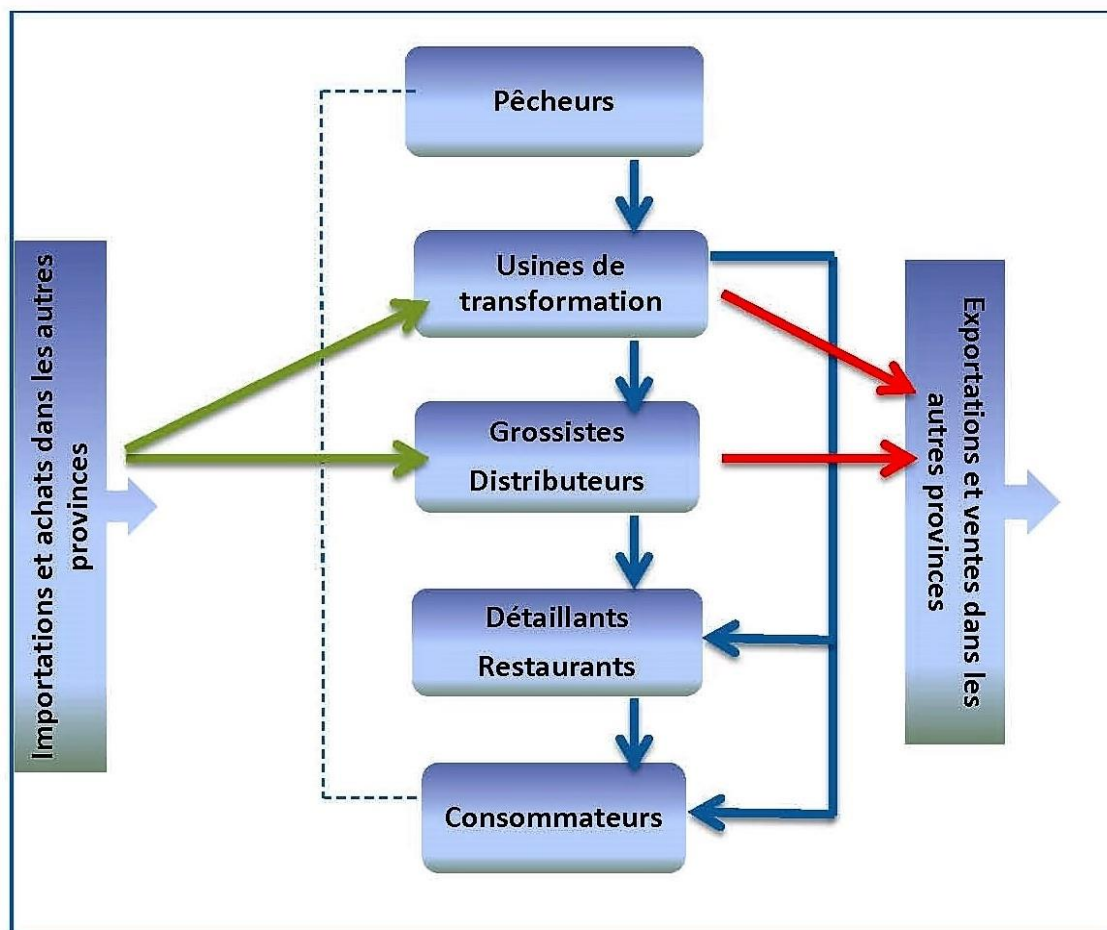 Pêcheurs
Usines de
transformation
Grossistes
Distributeurs
Détaillants
Restaurants
Consommateurs
Importations et achats dans les autres
provinces
Exportations et ventes dans les
autres provinces